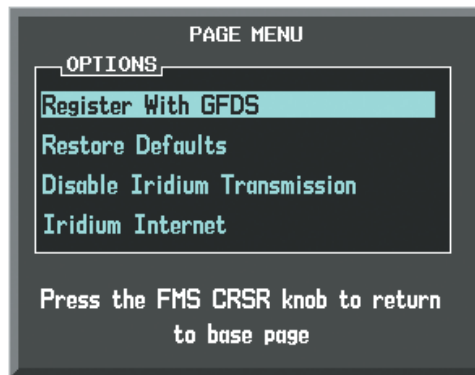 PAGE MENU
OPTIONS
Register With GFDS
Restore Defaults
Disable Iridium Transmission
Iridium Internet
Press the FMS CRSR knob to return
to base page